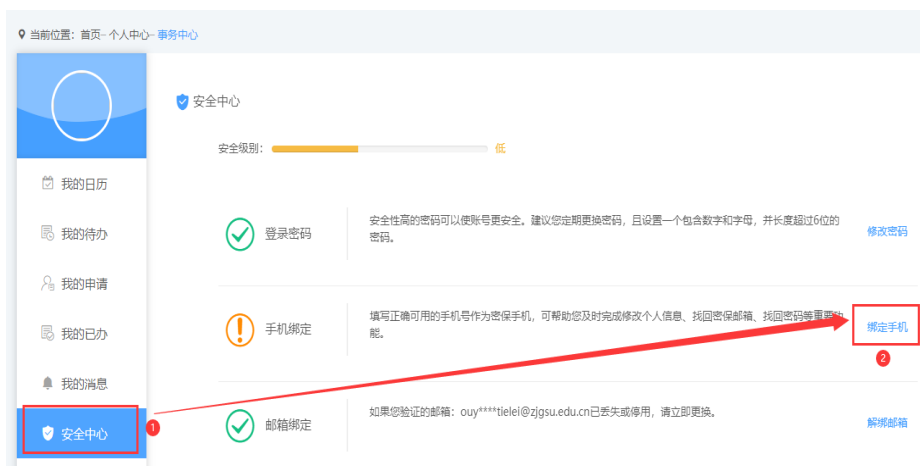 当前位置：首页-个人中心-事务中心
安全中心
安全级别：
低
我的日历
我的待办
我的申请
我的已办
我的消息
安全中心
1
登录密码
安全性高的密码可以使账号更安全。建议您定期更换密码，且设置一个包含数字和字母，并长度超过6位的
密码。
修改密码
手机绑定
填写正确可用的手机号作为密保手机，可帮助您及时完成修改个人信息、找回密保邮箱、找回密码等重要功
能。
绑定手机
2
邮箱绑定
如果您验证的邮箱：ouy****tielei@zjgsu.edu.cn已丢失或停用，请立即更换。
解绑邮箱